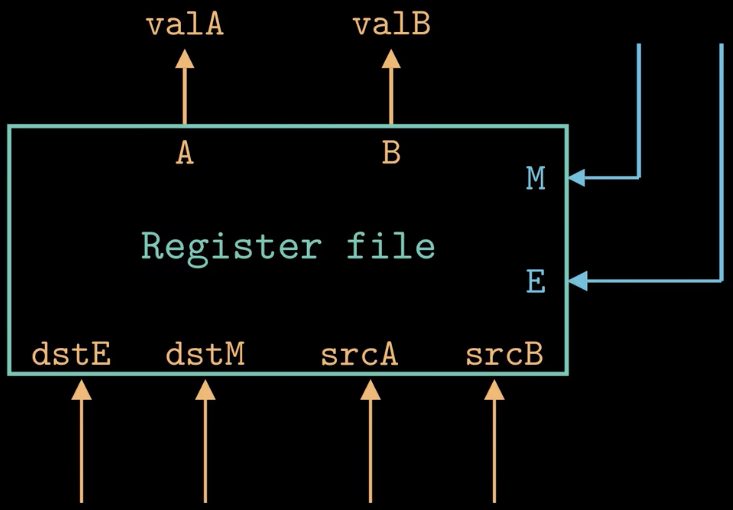 valA valB
A B
M
Register file
E
dstE dstM srcA srcB